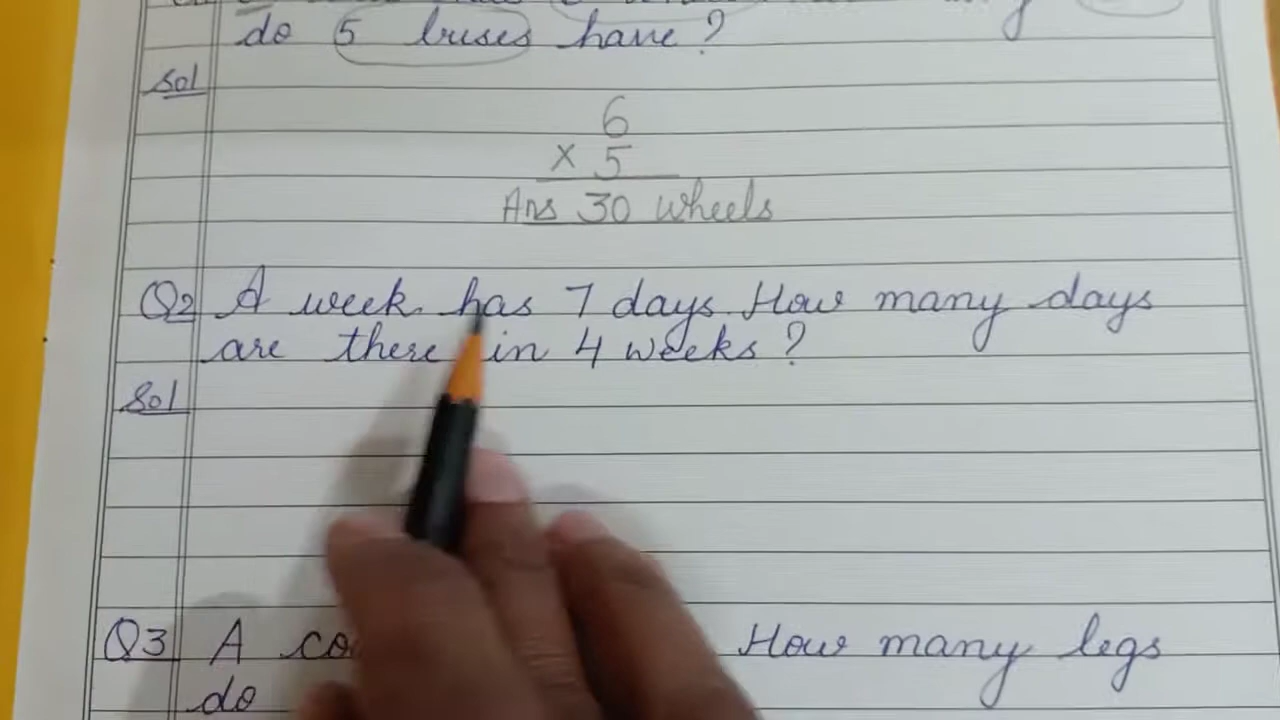 do 5 buses have?
Sol
6
× 5
Ans 30 wheels
Q2 A week has 7 days. How many days
are there in 4 weeks?
Sol
Q3 A How many legs
do